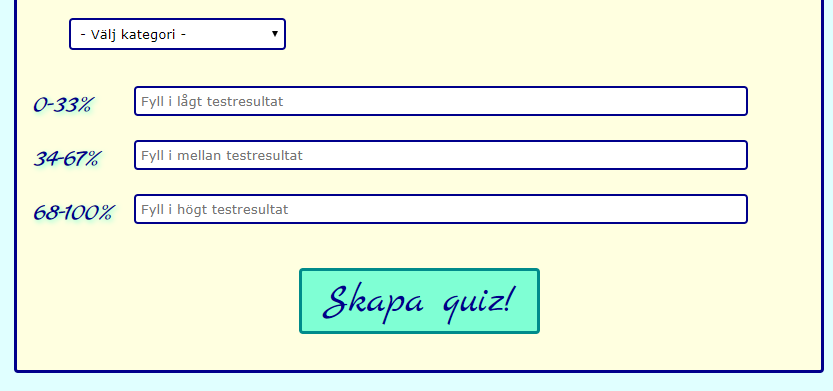 - Välj kategori -
0-33% Fyll i lågt testresultat
34-67% Fyll i mellan testresultat
68-100% Fyll i högt testresultat
Skapa quiz!